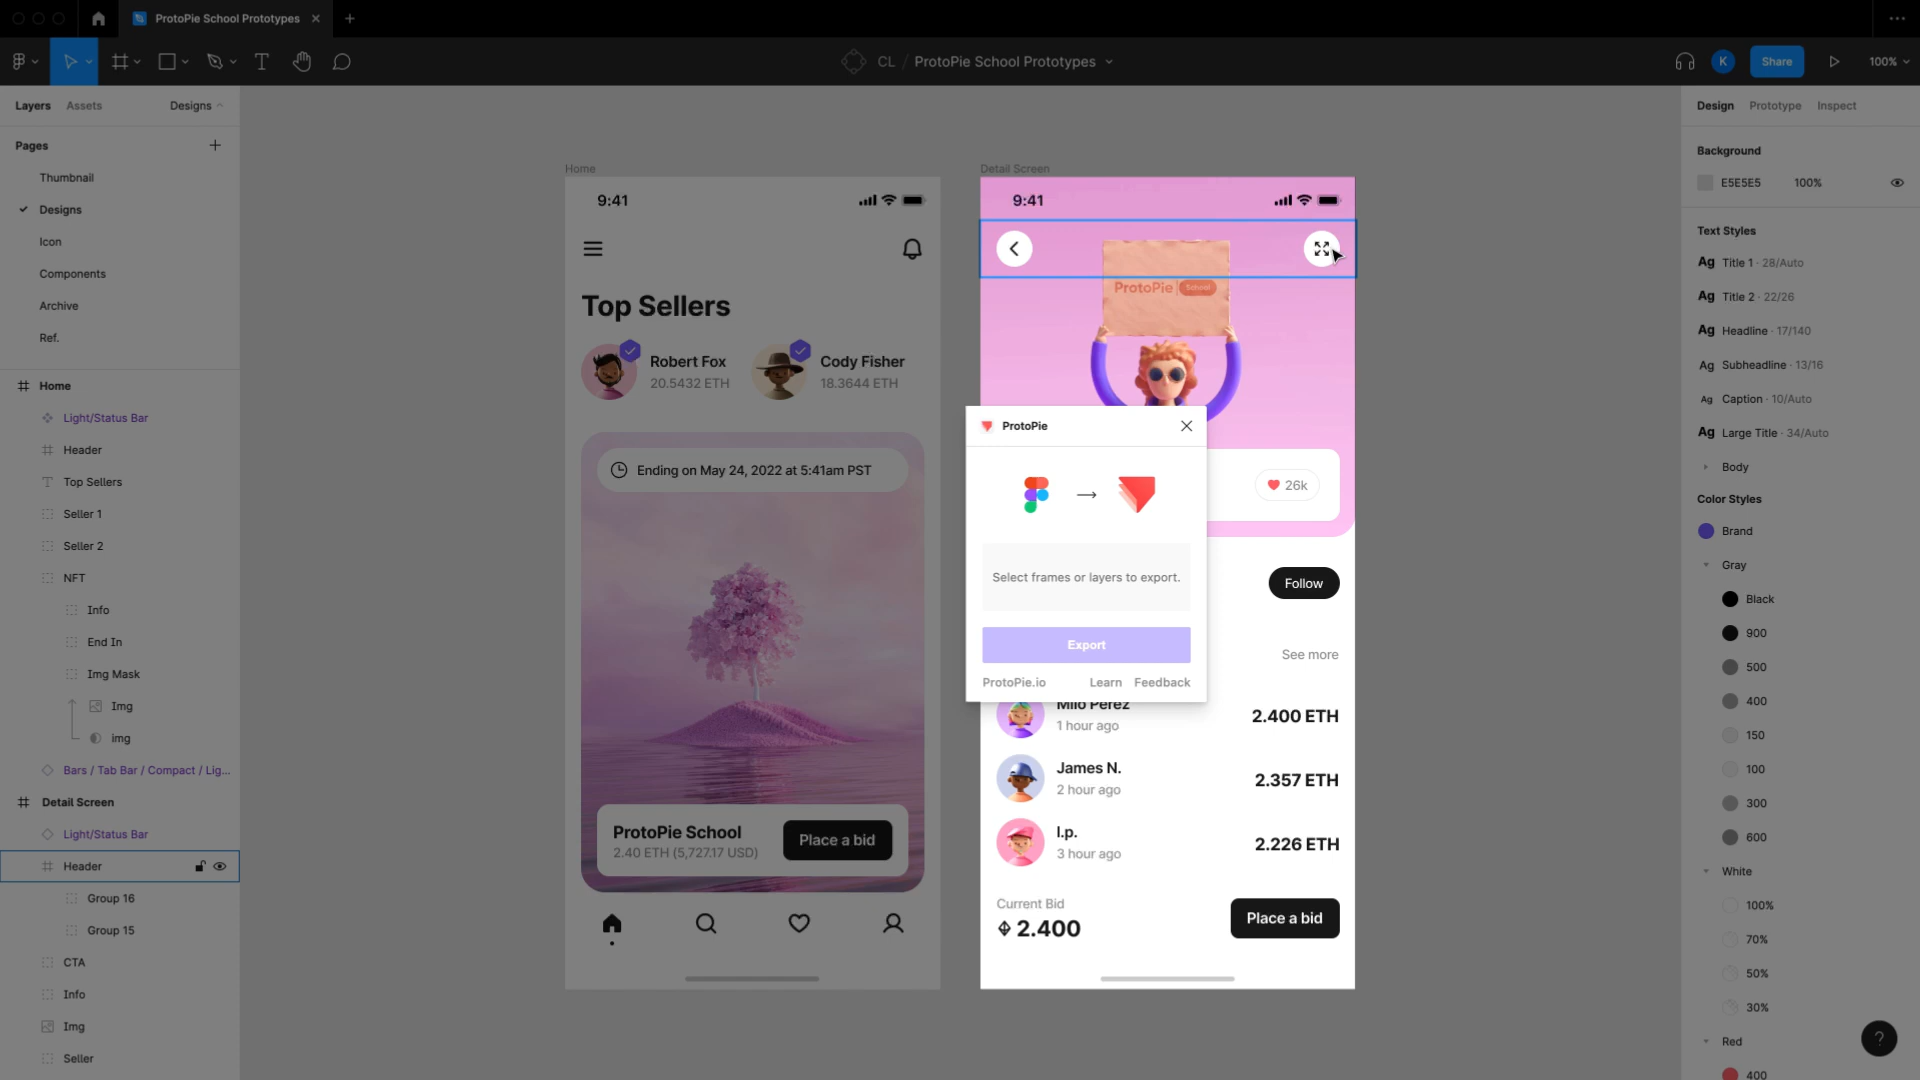 ProtoPie School Prototypes
CL / ProtoPie School Prototypes
K
Share
100%
Layers
Assets
Designs
Pages
Thumbnail
Designs
Icon
Components
Archive
Ref.
Home
Light/Status Bar
Header
Top Sellers
Seller 1
Seller 2
NFT
Info
End In
Img Mask
Img
img
Bars / Tab Bar / Compact / Lig...
Detail Screen
Light/Status Bar
Header
Group 16
Group 15
CTA
Info
Img
Seller
Home
9:41
Top Sellers
Robert Fox
20.5432 ETH
Cody Fisher
18.3644 ETH
Ending on May 24, 2022 at 5:41am PST
ProtoPie School
2.40 ETH (5,727.17 USD)
Place a bid
Detail Screen
9:41
ProtoPie School
26k
Follow
See more
Milo Perez
1 hour ago
2.400 ETH
James N.
2 hour ago
2.357 ETH
I.p.
3 hour ago
2.226 ETH
Current Bid
2.400
Place a bid
ProtoPie
Select frames or layers to export.
Export
ProtoPie.io
Learn
Feedback
Design
Prototype
Inspect
Background
E5E5E5
100%
Text Styles
Ag Title 1 · 28/Auto
Ag Title 2 · 22/26
Ag Headline · 17/140
Ag Subheadline · 13/16
Ag Caption · 10/Auto
Ag Large Title · 34/Auto
Body
Color Styles
Brand
Gray
Black
900
500
400
150
100
300
600
White
100%
70%
50%
30%
Red
400
?